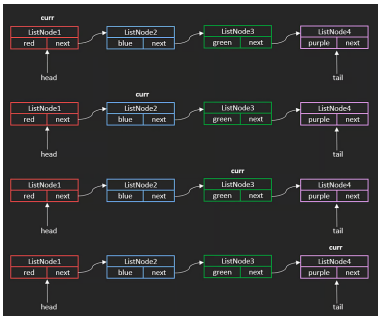 curr
ListNode1 ListNode2 ListNode3 ListNode4
red next blue next green next purple next
head tail
curr
ListNode1 ListNode2 ListNode3 ListNode4
red next blue next green next purple next
head tail
curr
ListNode1 ListNode2 ListNode3 ListNode4
red next blue next green next purple next
head tail
curr
ListNode1 ListNode2 ListNode3 ListNode4
red next blue next green next purple next
head tail